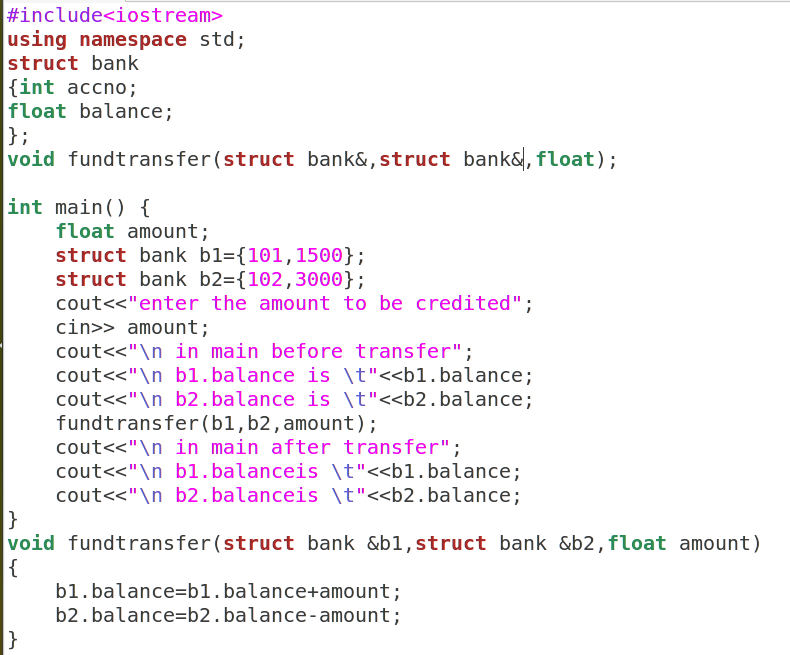 #include<iostream>
using namespace std;
struct bank
{int accno;
float balance;
};
void fundtransfer(struct bank&,struct bank&,float);
int main() {
    float amount;
    struct bank b1={101,1500};
    struct bank b2={102,3000};
    cout<<"enter the amount to be credited";
    cin>> amount;
    cout<<"\n in main before transfer";
    cout<<"\n b1.balance is \t"<<b1.balance;
    cout<<"\n b2.balance is \t"<<b2.balance;
    fundtransfer(b1,b2,amount);
    cout<<"\n in main after transfer";
    cout<<"\n b1.balanceis \t"<<b1.balance;
    cout<<"\n b2.balanceis \t"<<b2.balance;
}
void fundtransfer(struct bank &b1,struct bank &b2,float amount)
{
    b1.balance=b1.balance+amount;
    b2.balance=b2.balance-amount;
}